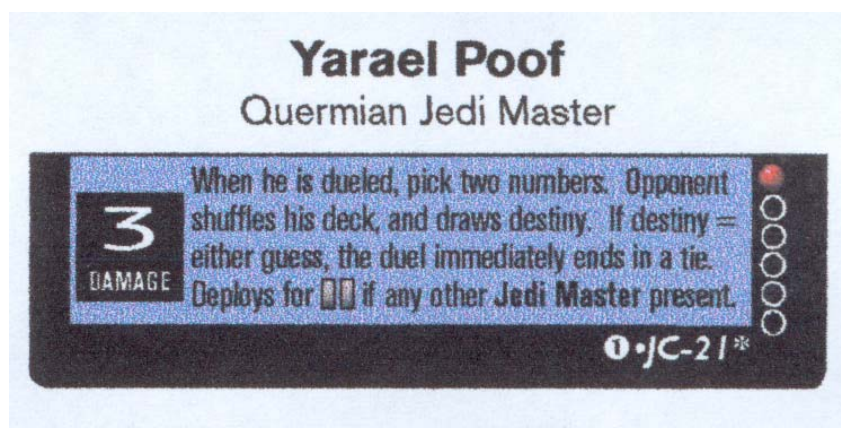 Yarael Poof
Quermian Jedi Master
When he is dueled, pick two numbers. Opponent
shuffles his deck, and draws destiny. If destiny =
either guess, the duel immediately ends in a tie.
Deploys for if any other Jedi Master present.
3
DAMAGE
1 •JC-21*